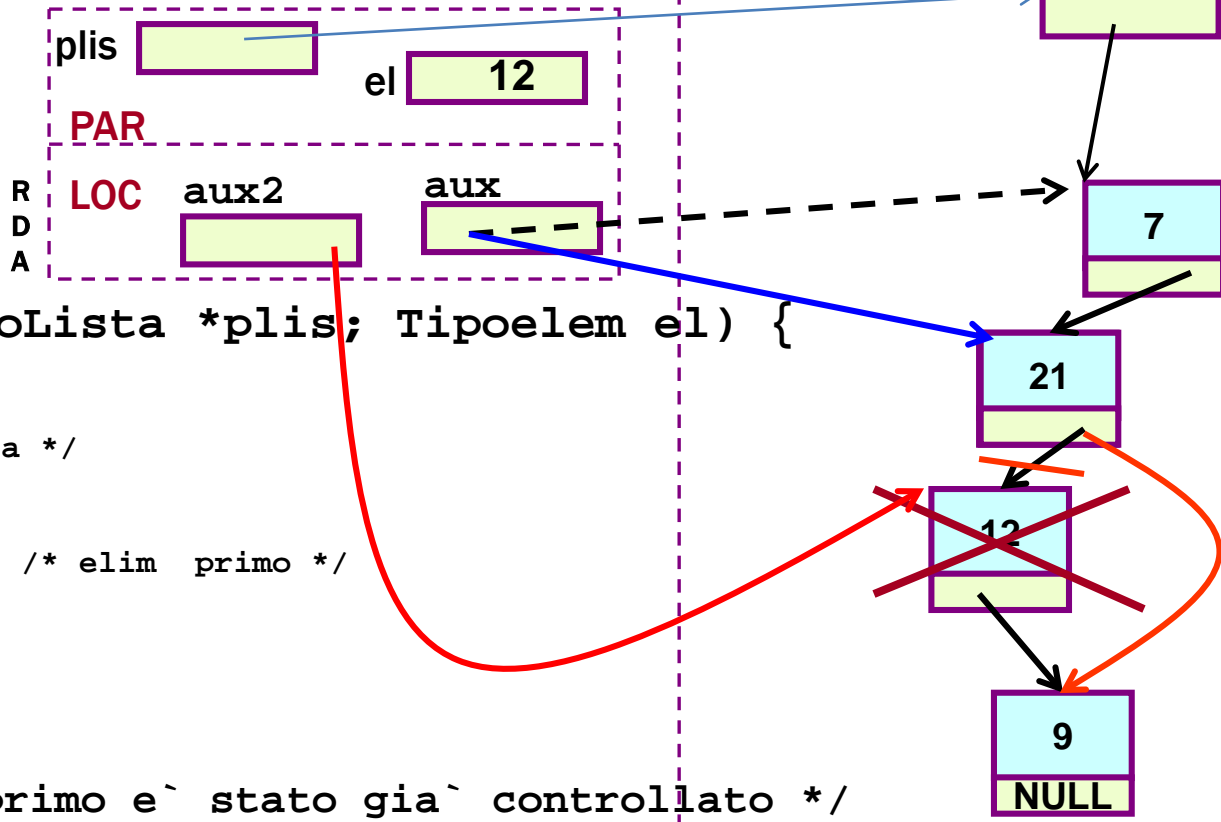 plis
el 12
PAR
RDA
LOC aux2 aux
7
oLista *plis; Tipoelem el) {
21
a */
12
/* elim primo */
9
primo e` stato gia` controllato */
NULL